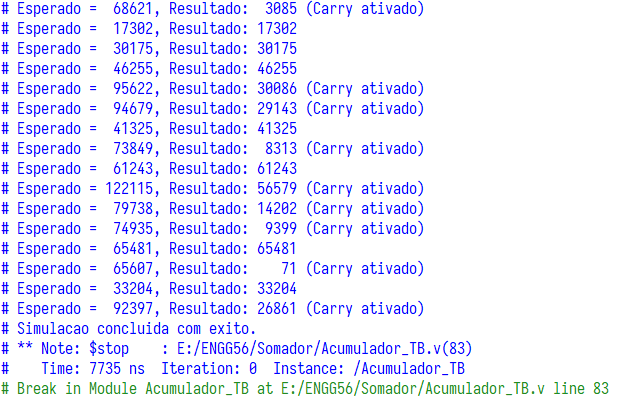 # Esperado =  68621, Resultado:  3085 (Carry ativado)
# Esperado =  17302, Resultado: 17302
# Esperado =  30175, Resultado: 30175
# Esperado =  46255, Resultado: 46255
# Esperado =  95622, Resultado: 30086 (Carry ativado)
# Esperado =  94679, Resultado: 29143 (Carry ativado)
# Esperado =  41325, Resultado: 41325
# Esperado =  73849, Resultado:  8313 (Carry ativado)
# Esperado =  61243, Resultado: 61243
# Esperado = 122115, Resultado: 56579 (Carry ativado)
# Esperado =  79738, Resultado: 14202 (Carry ativado)
# Esperado =  74935, Resultado:  9399 (Carry ativado)
# Esperado =  65481, Resultado: 65481
# Esperado =  65607, Resultado:    71 (Carry ativado)
# Esperado =  33204, Resultado: 33204
# Esperado =  92397, Resultado: 26861 (Carry ativado)
# Simulacao concluida com exito.
# ** Note: $stop    : E:/ENGG56/Somador/Acumulador_TB.v(83)
#    Time: 7735 ns  Iteration: 0  Instance: /Acumulador_TB
# Break in Module Acumulador_TB at E:/ENGG56/Somador/Acumulador_TB.v line 83